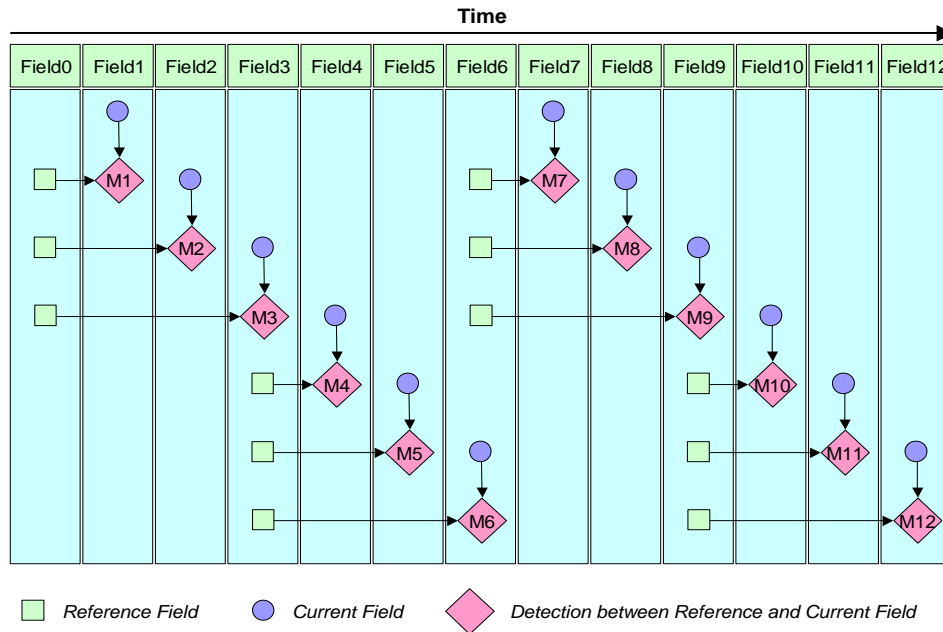 Time
Field0 Field1 Field2 Field3 Field4 Field5 Field6 Field7 Field8 Field9 Field10 Field11 Field12
M1 M7
M2 M8
M3 M9
M4 M10
M5 M11
M6 M12
Reference Field Current Field Detection between Reference and Current Field